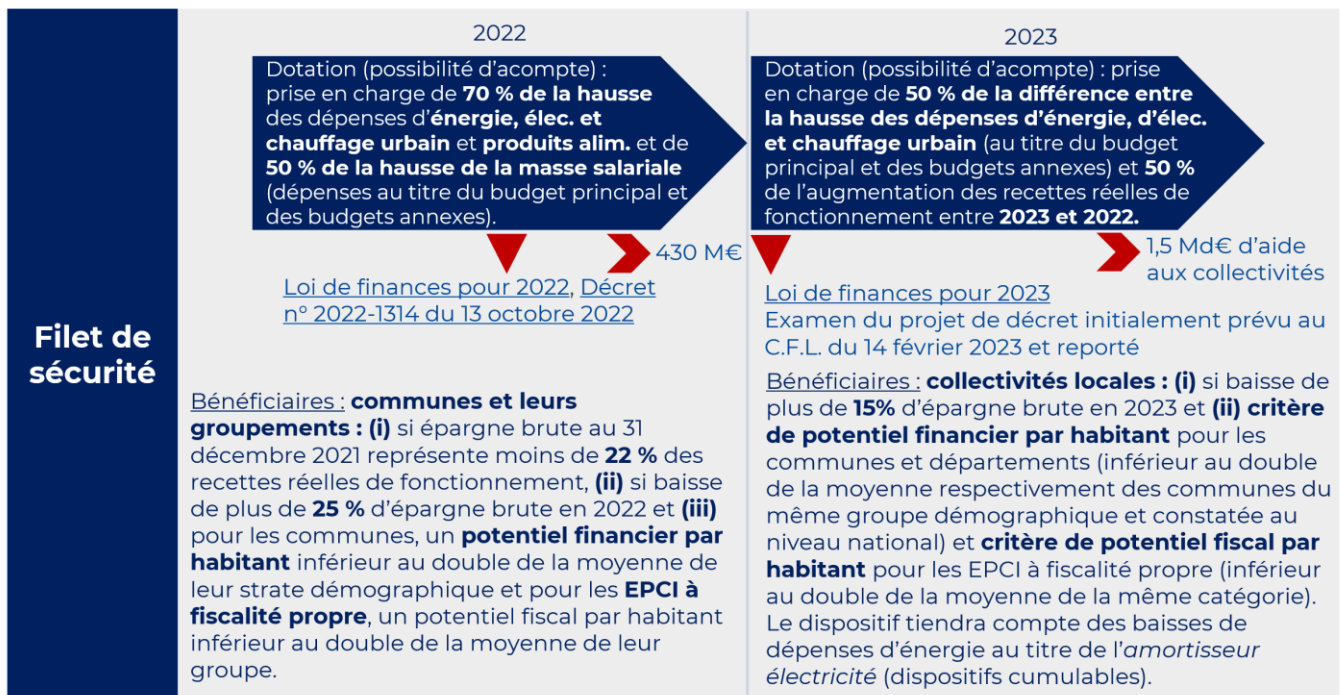 Filet de
sécurité
2022
Dotation (possibilité d’acompte) :
prise en charge de 70 % de la hausse
des dépenses d’énergie, élec. et
chauffage urbain et produits alim. et de
50 % de la hausse de la masse salariale
(dépenses au titre du budget principal et
des budgets annexes).
430 M€
Loi de finances pour 2022, Décret
n° 2022-1314 du 13 octobre 2022
Bénéficiaires : communes et leurs
groupements : (i) si épargne brute au 31
décembre 2021 représente moins de 22 % des
recettes réelles de fonctionnement, (ii) si baisse
de plus de 25 % d’épargne brute en 2022 et (iii)
pour les communes, un potentiel financier par
habitant inférieur au double de la moyenne de
leur strate démographique et pour les EPCI à
fiscalité propre, un potentiel fiscal par habitant
inférieur au double de la moyenne de leur
groupe.
2023
Dotation (possibilité d’acompte) : prise
en charge de 50 % de la différence entre
la hausse des dépenses d’énergie, d’élec.
et chauffage urbain (au titre du budget
principal et des budgets annexes) et 50 %
de l’augmentation des recettes réelles de
fonctionnement entre 2023 et 2022.
1,5 Md€ d’aide
aux collectivités
Loi de finances pour 2023
Examen du projet de décret initialement prévu au
C.F.L. du 14 février 2023 et reporté
Bénéficiaires : collectivités locales : (i) si baisse de
plus de 15% d’épargne brute en 2023 et (ii) critère
de potentiel financier par habitant pour les
communes et départements (inférieur au double
de la moyenne respectivement des communes du
même groupe démographique et constatée au
niveau national) et critère de potentiel fiscal par
habitant pour les EPCI à fiscalité propre (inférieur
au double de la moyenne de la même catégorie).
Le dispositif tiendra compte des baisses de
dépenses d’énergie au titre de l’amortisseur
électricité (dispositifs cumulables).